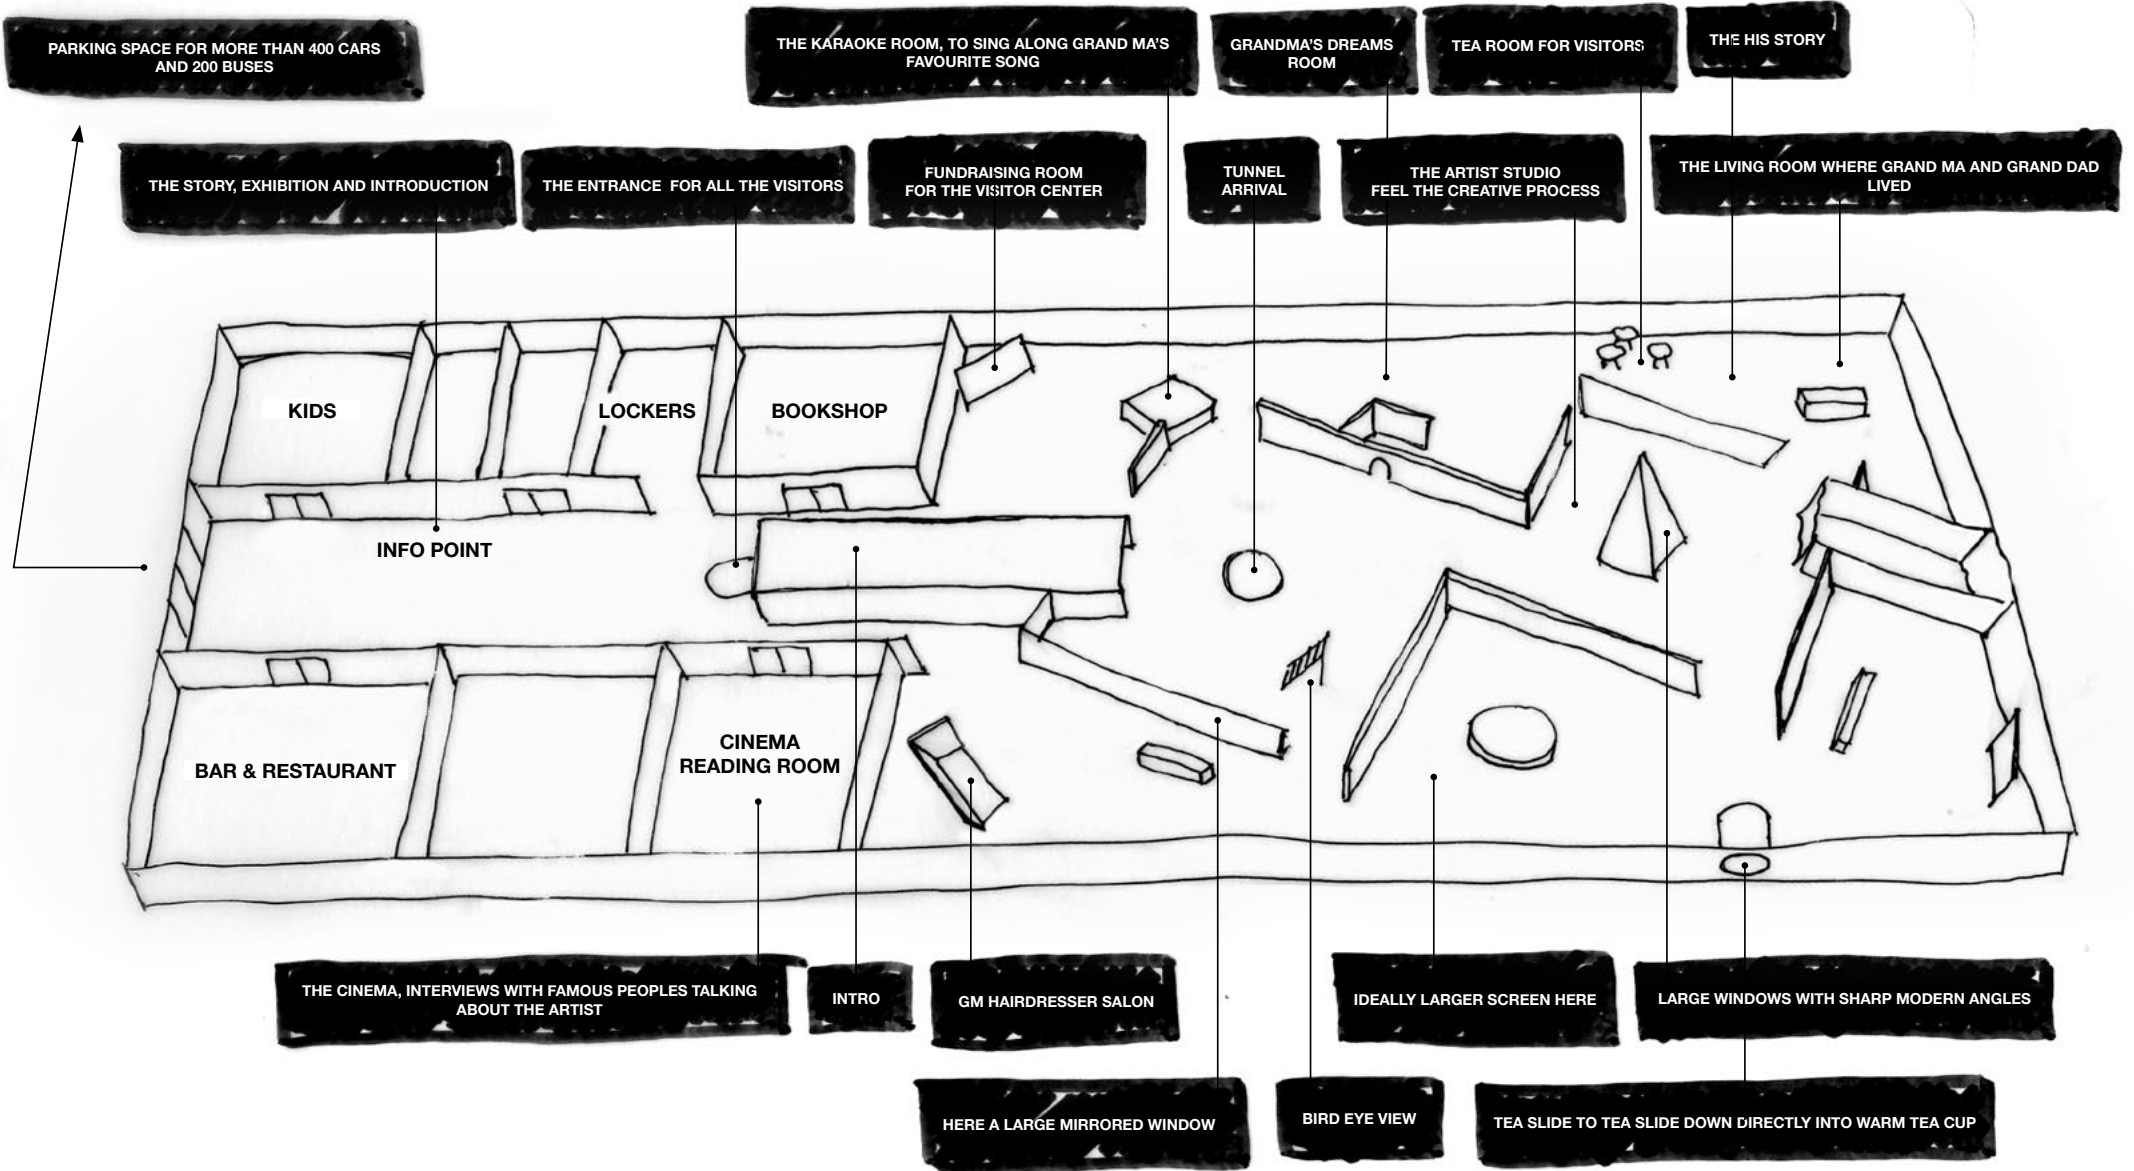 PARKING SPACE FOR MORE THAN 400 CARS
AND 200 BUSES
THE KARAOKE ROOM, TO SING ALONG GRAND MA'S
FAVOURITE SONG
GRANDMA'S DREAMS
ROOM
TEA ROOM FOR VISITORS
THE HIS STORY
THE STORY, EXHIBITION AND INTRODUCTION
THE ENTRANCE FOR ALL THE VISITORS
FUNDRAISING ROOM
FOR THE VISITOR CENTER
TUNNEL
ARRIVAL
THE ARTIST STUDIO
FEEL THE CREATIVE PROCESS
THE LIVING ROOM WHERE GRAND MA AND GRAND DAD
LIVED
KIDS
LOCKERS
BOOKSHOP
INFO POINT
BAR & RESTAURANT
CINEMA
READING ROOM
THE CINEMA, INTERVIEWS WITH FAMOUS PEOPLES TALKING
ABOUT THE ARTIST
INTRO
GM HAIRDRESSER SALON
IDEALLY LARGER SCREEN HERE
LARGE WINDOWS WITH SHARP MODERN ANGLES
HERE A LARGE MIRRORED WINDOW
BIRD EYE VIEW
TEA SLIDE TO TEA SLIDE DOWN DIRECTLY INTO WARM TEA CUP